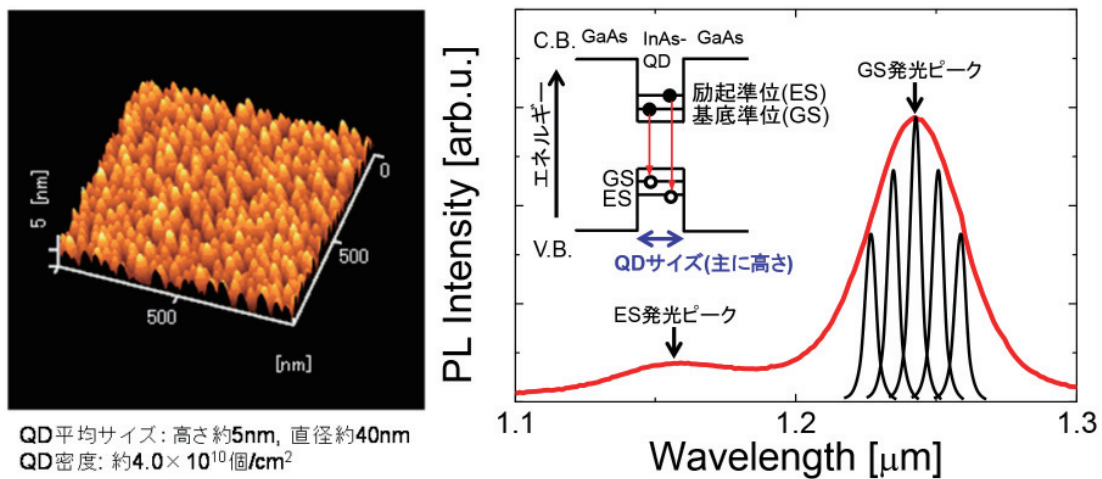 5 [nm]
0
500
500
[nm]
QD平均サイズ: 高さ約5nm, 直径約40nm
QD密度: 約4.0×10¹⁰個/cm²
PL Intensity [arb.u.]
C.B.
GaAs
InAs-
QD
GaAs
エネルギー
励起準位(ES)
基底準位(GS)
GS
ES
V.B.
QDサイズ(主に高さ)
GS発光ピーク
ES発光ピーク
1.1
1.2
1.3
Wavelength [μm]